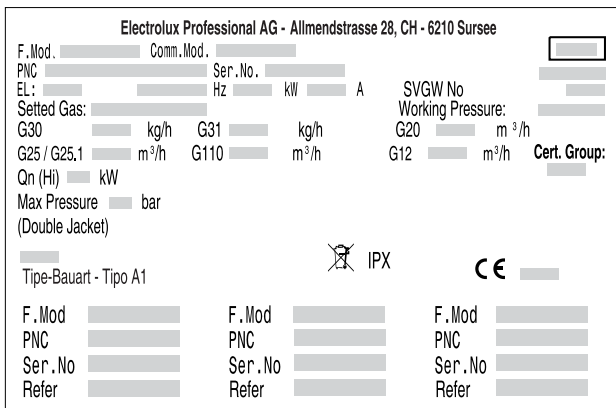 Electrolux Professional AG - Allmendstrasse 28, CH - 6210 Sursee
F.Mod. Comm.Mod.
PNC Ser.No.
EL: Hz kW A SVGW No
Setted Gas: Working Pressure:
G30 kg/h G31 kg/h G20 m³/h
G25 / G25.1 m³/h G110 m³/h G12 m³/h Cert. Group:
Qn (Hi) kW
Max Pressure bar
(Double Jacket)
IPX CE
Tipe-Bauart - Tipo A1
F.Mod F.Mod F.Mod
PNC PNC PNC
Ser.No Ser.No Ser.No
Refer Refer Refer